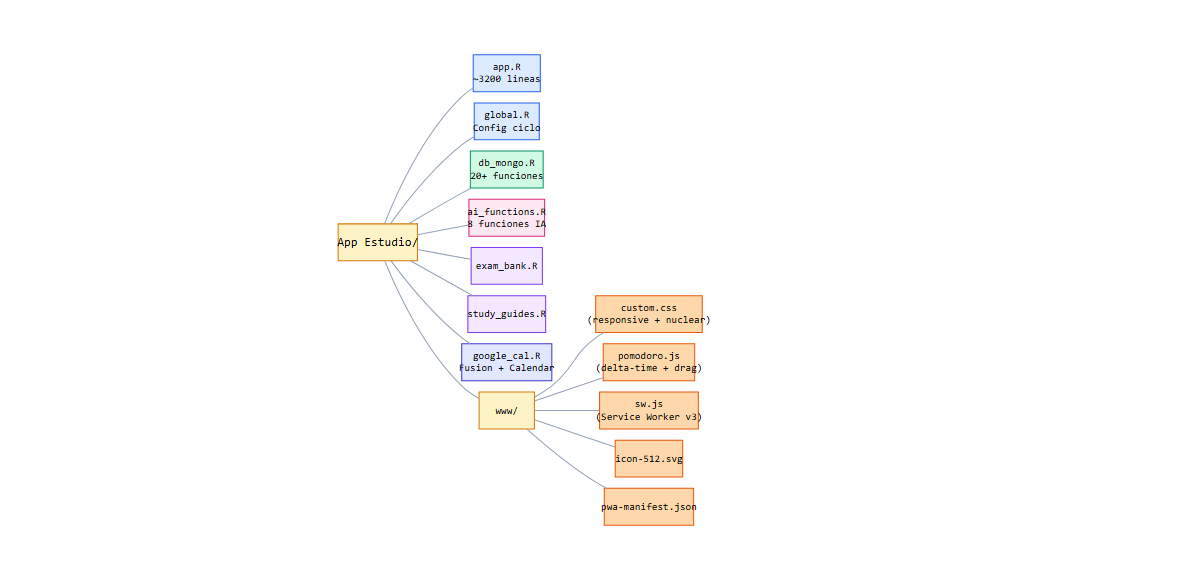 app.R
~3200 lineas
global.R
Config ciclo
db_mongo.R
20+ funciones
ai_functions.R
8 funciones IA
App Estudio/
exam_bank.R
study_guides.R
google_cal.R
Fusion + Calendar
www/
custom.css
(responsive + nuclear)
pomodoro.js
(delta-time + drag)
sw.js
(Service Worker v3)
icon-512.svg
pwa-manifest.json